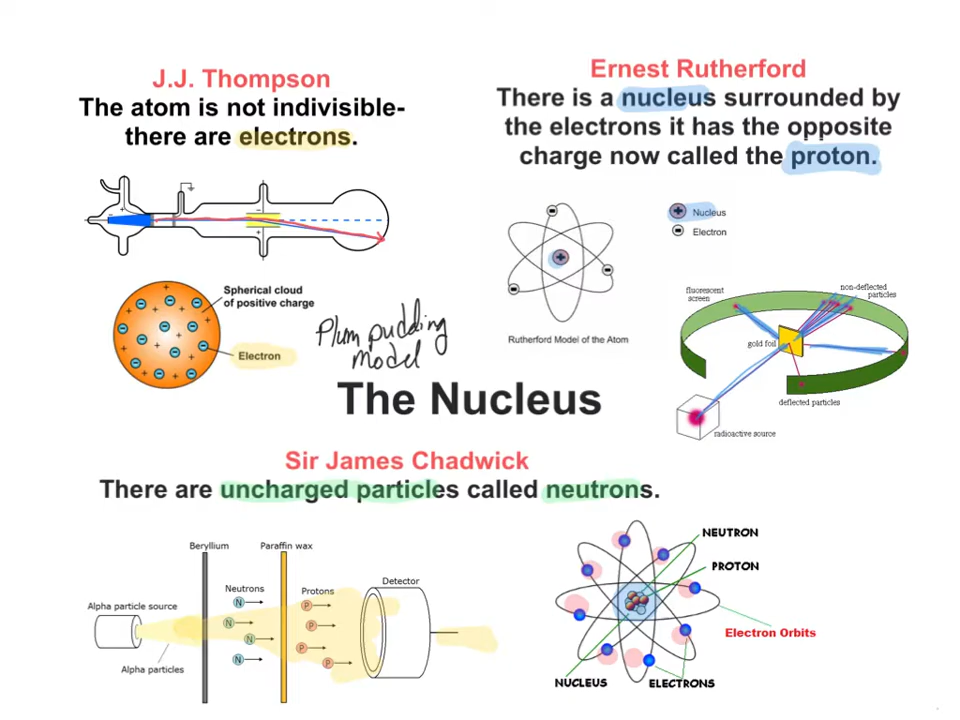 J.J. Thompson
The atom is not indivisible-
there are electrons.
Ernest Rutherford
There is a nucleus surrounded by
the electrons it has the opposite
charge now called the proton.
Spherical cloud
of positive charge
Electron
Plum pudding
model
Nucleus
Electron
Rutherford Model of the Atom
fluorescent
screen
non-deflected
particles
gold foil
deflected particles
radioactive source
The Nucleus
Sir James Chadwick
There are uncharged particles called neutrons.
Beryllium
Paraffin wax
Neutrons
Protons
Detector
Alpha particle source
Alpha particles
N
N
N
N
P
P
P
P
NEUTRON
PROTON
Electron Orbits
NUCLEUS
ELECTRONS